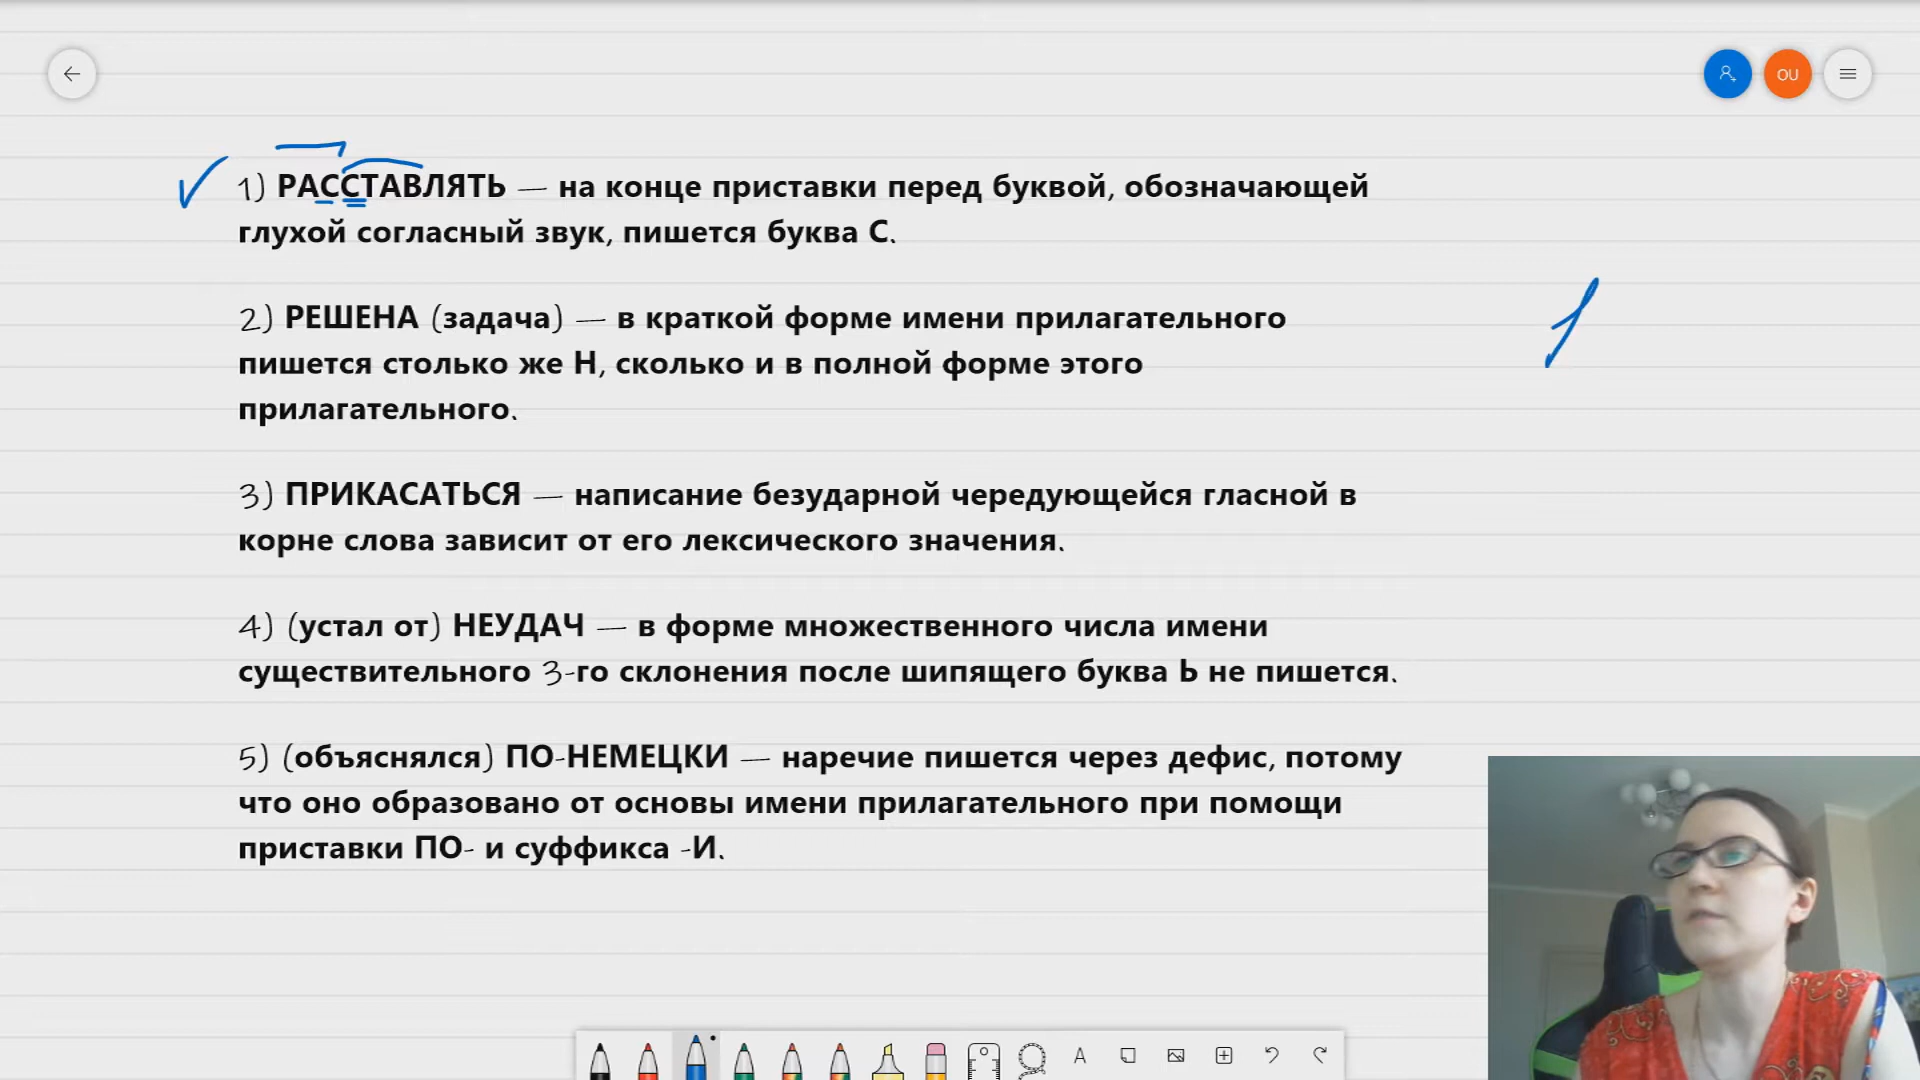 OU
1) РАССТАВЛЯТЬ — на конце приставки перед буквой, обозначающей
глухой согласный звук, пишется буква С.
1
2) РЕШЕНА (задача) — в краткой форме имени прилагательного
пишется столько же Н, сколько и в полной форме этого
прилагательного.
3) ПРИКАСАТЬСЯ — написание безударной чередующейся гласной в
корне слова зависит от его лексического значения.
4) (устал от) НЕУДАЧ — в форме множественного числа имени
существительного 3-го склонения после шипящего буква Ь не пишется.
5) (объяснялся) ПО-НЕМЕЦКИ — наречие пишется через дефис, потому
что оно образовано от основы имени прилагательного при помощи
приставки ПО- и суффикса -И.